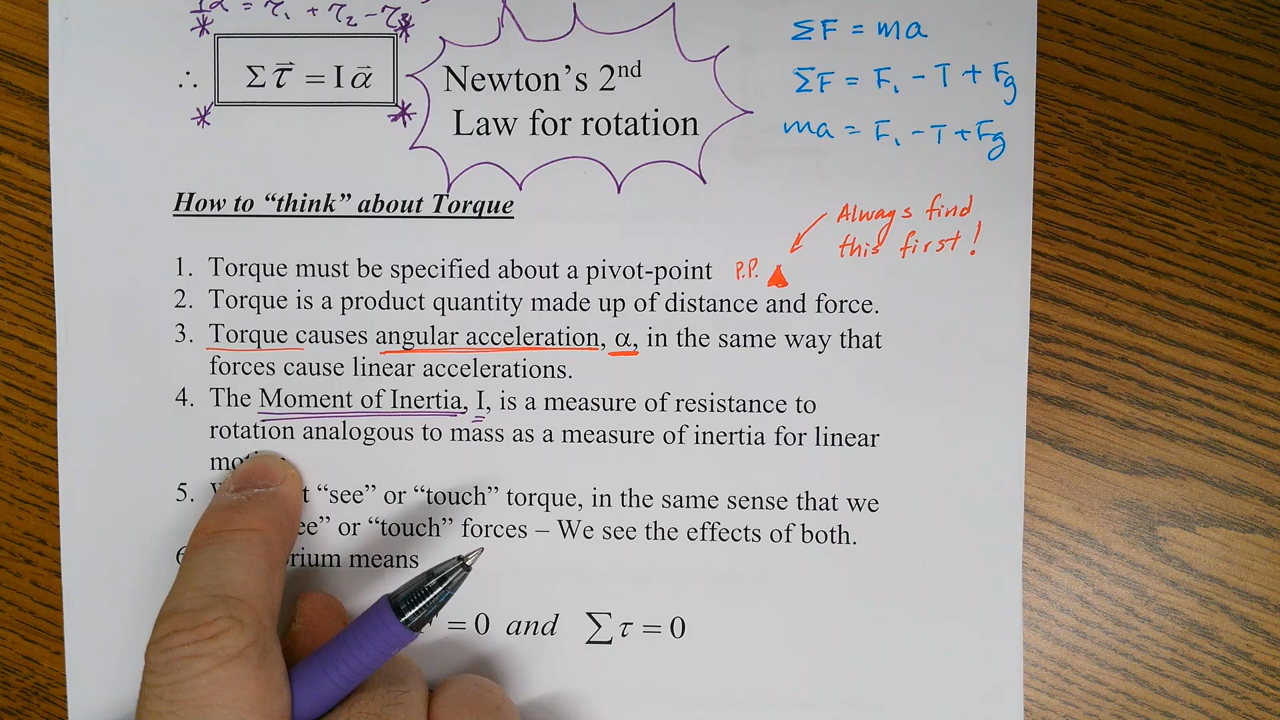 Iα = τ₁ + τ₂ - τ₃
∴ Στ⃗ = Iα⃗
Newton's 2nd
Law for rotation
ΣF = ma
ΣF = F₁ - T + Fg
ma = F₁ - T + Fg
How to "think" about Torque
Always find
this first!
1. Torque must be specified about a pivot-point P.P.
2. Torque is a product quantity made up of distance and force.
3. Torque causes angular acceleration, α, in the same way that
forces cause linear accelerations.
4. The Moment of Inertia, I, is a measure of resistance to
rotation analogous to mass as a measure of inertia for linear
5. "see" or "touch" torque, in the same sense that we
or "touch" forces – We see the effects of both.
means
= 0 and Στ = 0